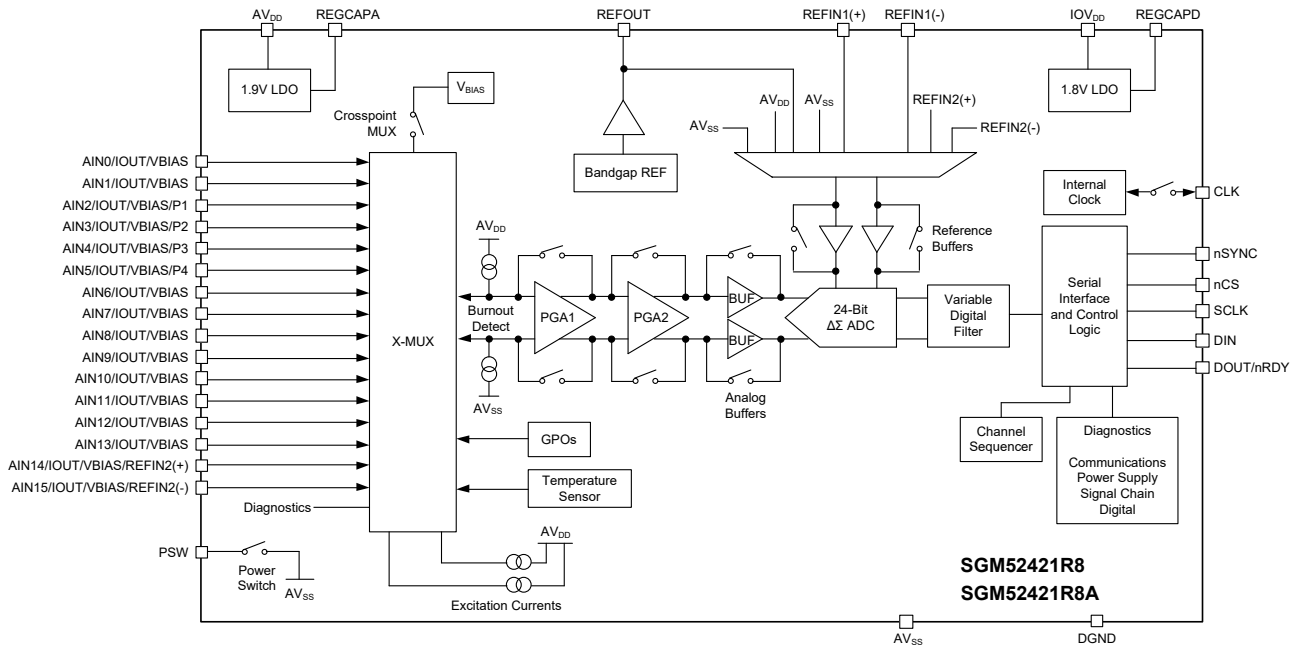 AVDD
REGCAPA
REFOUT
REFIN1(+)
REFIN1(-)
IOVDD
REGCAPD
1.9V LDO
VBIAS
Crosspoint
MUX
Bandgap REF
AVSS
AVDD
AVSS
REFIN2(+)
REFIN2(-)
1.8V LDO
AIN0/IOUT/VBIAS
AIN1/IOUT/VBIAS
AIN2/IOUT/VBIAS/P1
AIN3/IOUT/VBIAS/P2
AIN4/IOUT/VBIAS/P3
AIN5/IOUT/VBIAS/P4
AIN6/IOUT/VBIAS
AIN7/IOUT/VBIAS
AIN8/IOUT/VBIAS
AIN9/IOUT/VBIAS
AIN10/IOUT/VBIAS
AIN11/IOUT/VBIAS
AIN12/IOUT/VBIAS
AIN13/IOUT/VBIAS
AIN14/IOUT/VBIAS/REFIN2(+)
AIN15/IOUT/VBIAS/REFIN2(-)
Diagnostics
PSW
Power
Switch
AVSS
X-MUX
AVDD
Burnout
Detect
AVSS
PGA1
PGA2
BUF
BUF
Analog
Buffers
Reference
Buffers
24-Bit
ΔΣ ADC
Variable
Digital
Filter
Internal
Clock
CLK
Serial
Interface
and Control
Logic
nSYNC
nCS
SCLK
DIN
DOUT/nRDY
GPOs
Temperature
Sensor
AVDD
Excitation Currents
Channel
Sequencer
Diagnostics
Communications
Power Supply
Signal Chain
Digital
SGM52421R8
SGM52421R8A
AVSS
DGND